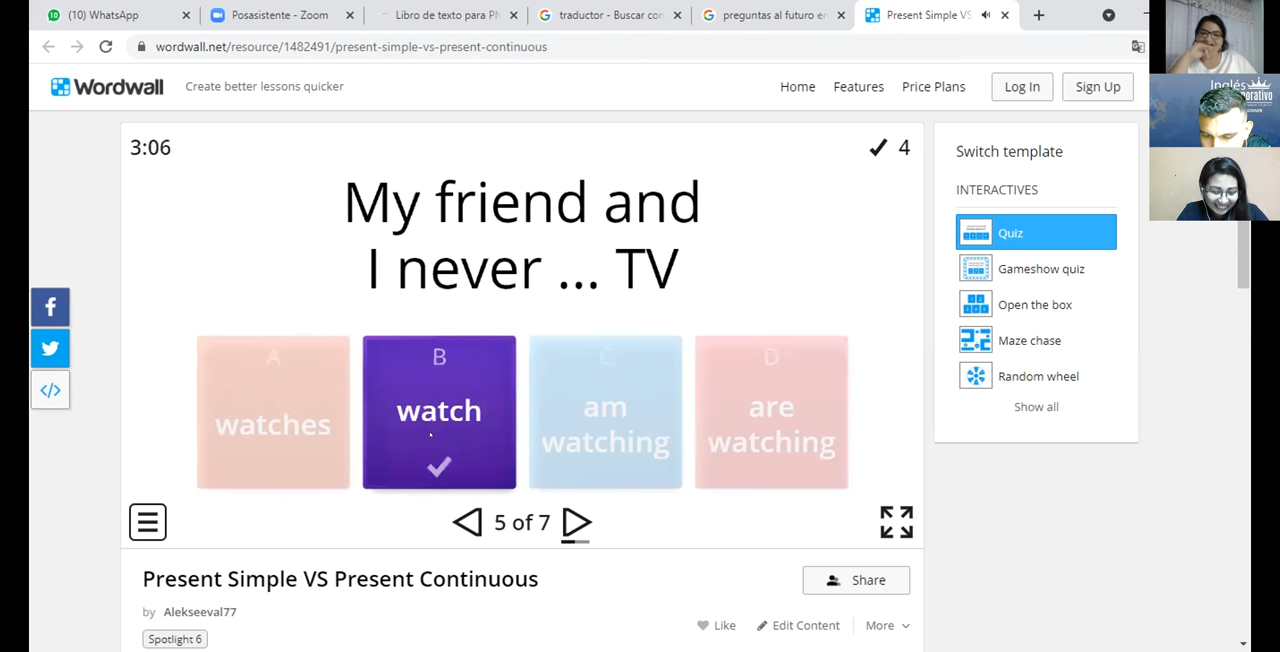 (10) WhatsApp
Posasistente - Zoom
Libro de texto para PN
traductor - Buscar con
preguntas al futuro en
Present Simple VS
wordwall.net/resource/1482491/present-simple-vs-present-continuous
Wordwall
Create better lessons quicker
Home
Features
Price Plans
Log In
Sign Up
3:06
4
My friend and
I never ... TV
A
watches
B
watch
C
am
watching
D
are
watching
5 of 7
Switch template
INTERACTIVES
Quiz
Gameshow quiz
Open the box
Maze chase
Random wheel
Show all
Present Simple VS Present Continuous
Share
by Alekseeval77
Like
Edit Content
More
Spotlight 6
Inglés